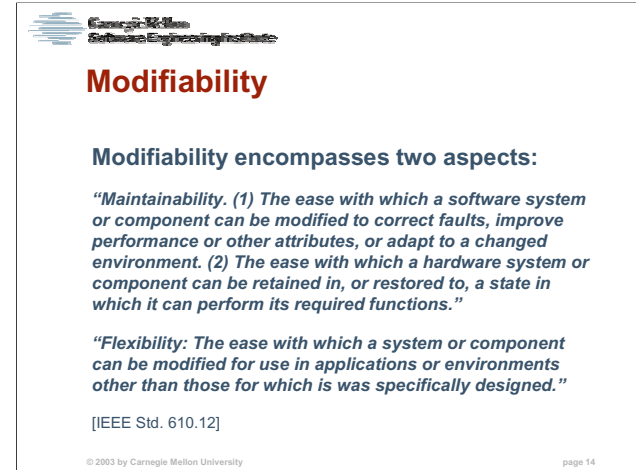 Carnegie Mellon
Software Engineering Institute
Modifiability
Modifiability encompasses two aspects:
“Maintainability. (1) The ease with which a software system
or component can be modified to correct faults, improve
performance or other attributes, or adapt to a changed
environment. (2) The ease with which a hardware system or
component can be retained in, or restored to, a state in
which it can perform its required functions.”
“Flexibility: The ease with which a system or component
can be modified for use in applications or environments
other than those for which is was specifically designed.”
[IEEE Std. 610.12]
© 2003 by Carnegie Mellon University page 14